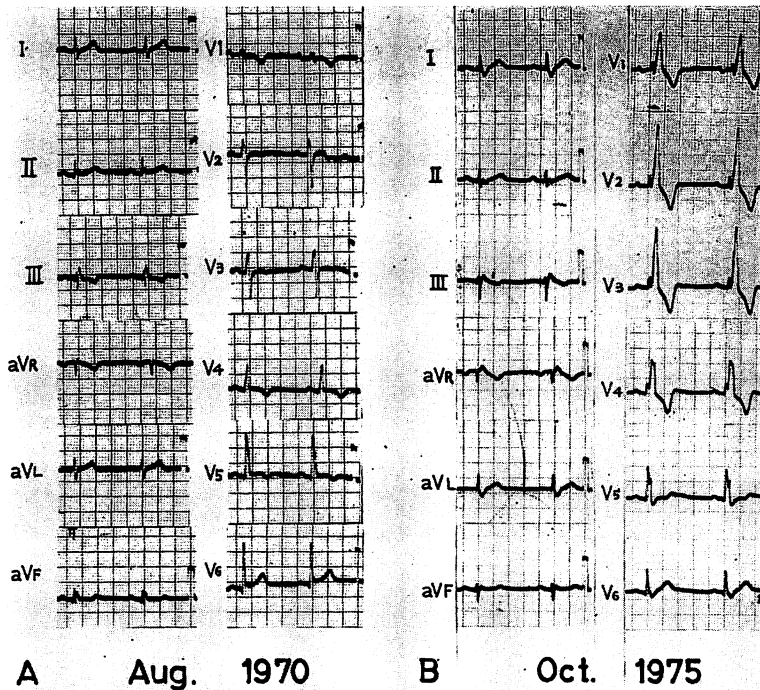 I
II
III
aVR
aVL
aVF
V1
V2
V3
V4
V5
V6
A Aug. 1970
I
II
III
aVR
aVL
aVF
V1
V2
V3
V4
V5
V6
B Oct. 1975